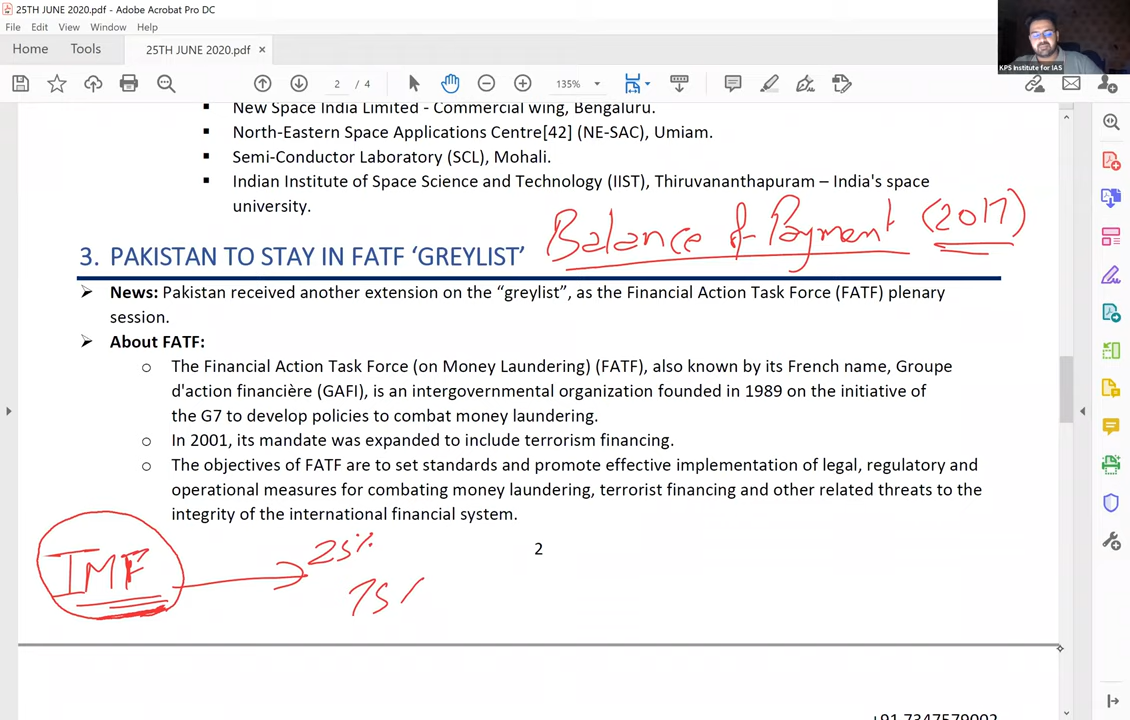 25TH JUNE 2020.pdf - Adobe Acrobat Pro DC
File Edit View Window Help
Home Tools 25TH JUNE 2020.pdf ×
2 / 4 135%
KPS Institute for IAS
▪ New Space India Limited - Commercial wing, Bengaluru.
▪ North-Eastern Space Applications Centre[42] (NE-SAC), Umiam.
▪ Semi-Conductor Laboratory (SCL), Mohali.
▪ Indian Institute of Space Science and Technology (IIST), Thiruvananthapuram – India's space
university.
Balance of Payment (2017)
3. PAKISTAN TO STAY IN FATF ‘GREYLIST’
➢ News: Pakistan received another extension on the “greylist”, as the Financial Action Task Force (FATF) plenary
session.
➢ About FATF:
o The Financial Action Task Force (on Money Laundering) (FATF), also known by its French name, Groupe
d'action financière (GAFI), is an intergovernmental organization founded in 1989 on the initiative of
the G7 to develop policies to combat money laundering.
o In 2001, its mandate was expanded to include terrorism financing.
o The objectives of FATF are to set standards and promote effective implementation of legal, regulatory and
operational measures for combating money laundering, terrorist financing and other related threats to the
integrity of the international financial system.
2
25%
IMF
75
+91 7347579002